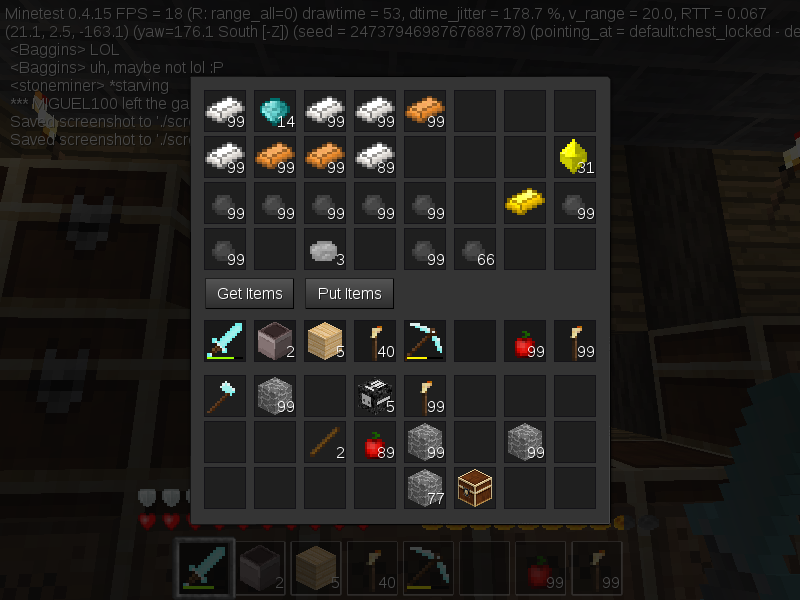 Minetest 0.4.15 FPS = 18 (R: range_all=0) drawtime = 53, dtime_jitter = 178.7 %, v_range = 20.0, RTT = 0.067
(21.1, 2.5, -163.1) (yaw=176.1 South [-Z]) (seed = 2473794698767688778) (pointing_at = default:chest_locked - de
<Baggins> LOL
<Baggins> uh, maybe not lol :P
<stoneminer> *starving
*** MIGUEL100 left the ga
Saved screenshot to './scre
Saved screenshot to './scre
99 14 99 99 99
99 99 99 89 31
99 99 99 99 99 99
99 3 99 66
Get Items Put Items
2 5 40 99 99
99 5 99
2 89 99 99
77
2 5 40 99 99